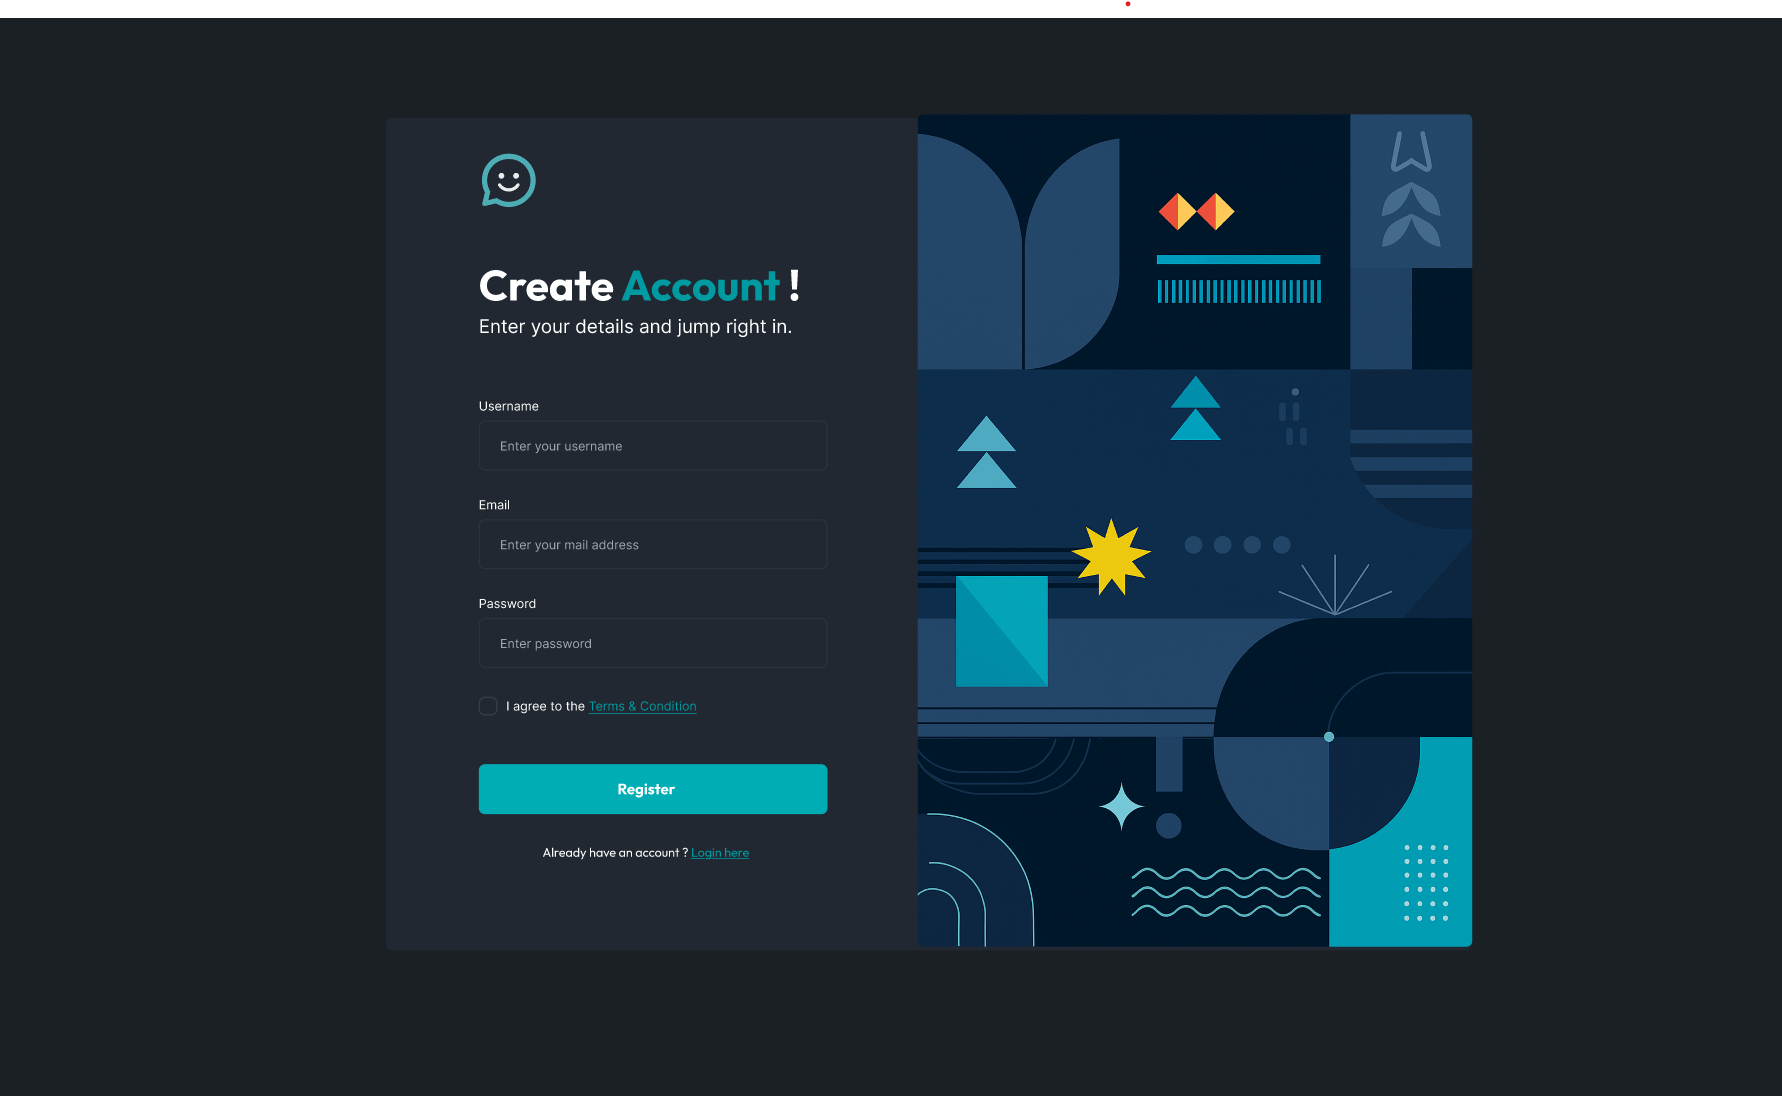 Create Account !
Enter your details and jump right in.
Username
Enter your username
Email
Enter your mail address
Password
Enter password
I agree to the Terms & Condition
Register
Already have an account ? Login here